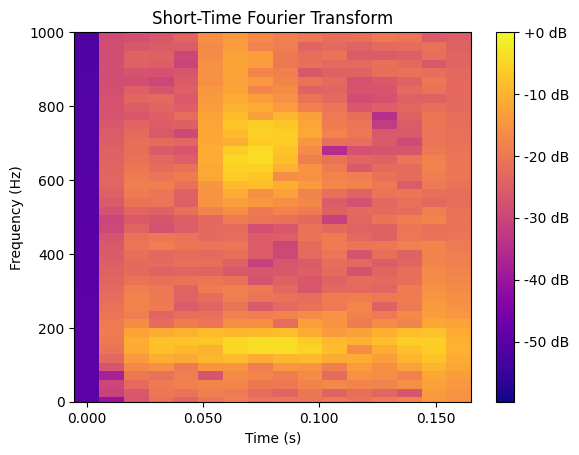 Short-Time Fourier Transform
1000
800
600
400
200
0
Frequency (Hz)
0.000
0.050
0.100
0.150
Time (s)
+0 dB
-10 dB
-20 dB
-30 dB
-40 dB
-50 dB